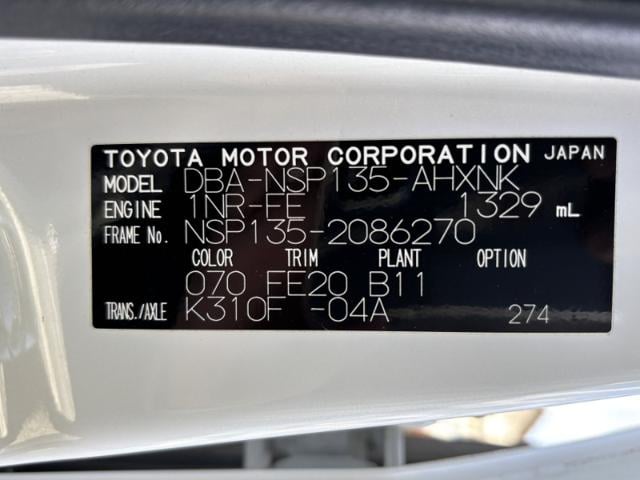 TOYOTA MOTOR CORPORATION JAPAN
MODEL DBA-NSP135-AHXNK
ENGINE 1NR-FE 1329 mL
FRAME No. NSP135-2086270
COLOR TRIM PLANT OPTION
070 FE20 B11
TRANS./AXLE K310F -04A 274